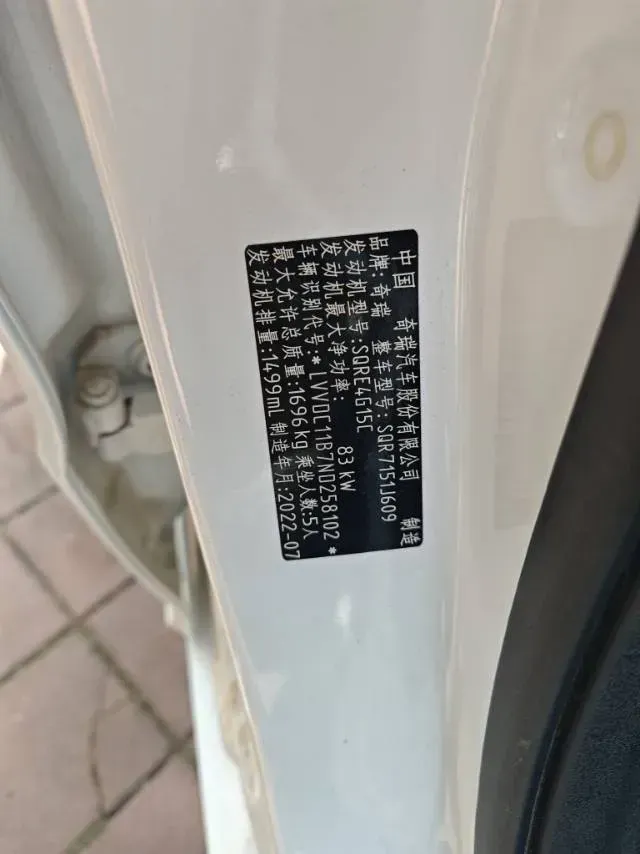 中国 奇瑞汽车股份有限公司 制造
品牌:奇瑞 整车型号:SQR7151J609
发动机型号:SQRE4G15C
发动机最大净功率: 83 kW
车辆识别代号:*LVVDC11B7ND258102*
最大允许总质量:1696kg 乘坐人数:5人
发动机排量:1499mL 制造年月:2022-07